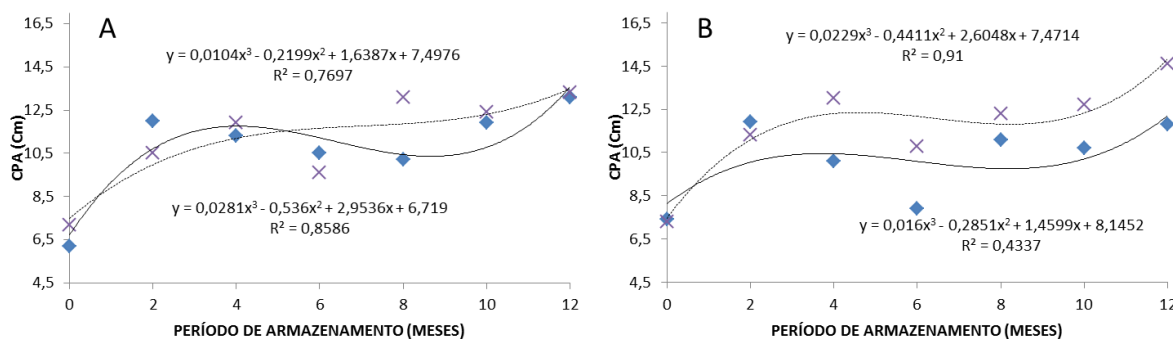 A
16,5
14,5
12,5
10,5
8,5
6,5
4,5
CPA (Cm)
y = 0,0104x³ - 0,2199x² + 1,6387x + 7,4976
R² = 0,7697
y = 0,0281x³ - 0,536x² + 2,9536x + 6,719
R² = 0,8586
0 2 4 6 8 10 12
PERÍODO DE ARMAZENAMENTO (MESES)
B
16,5
14,5
12,5
10,5
8,5
6,5
4,5
CPA (Cm)
y = 0,0229x³ - 0,4411x² + 2,6048x + 7,4714
R² = 0,91
y = 0,016x³ - 0,2851x² + 1,4599x + 8,1452
R² = 0,4337
0 2 4 6 8 10 12
PERÍODO DE ARMAZENAMENTO (MESES)